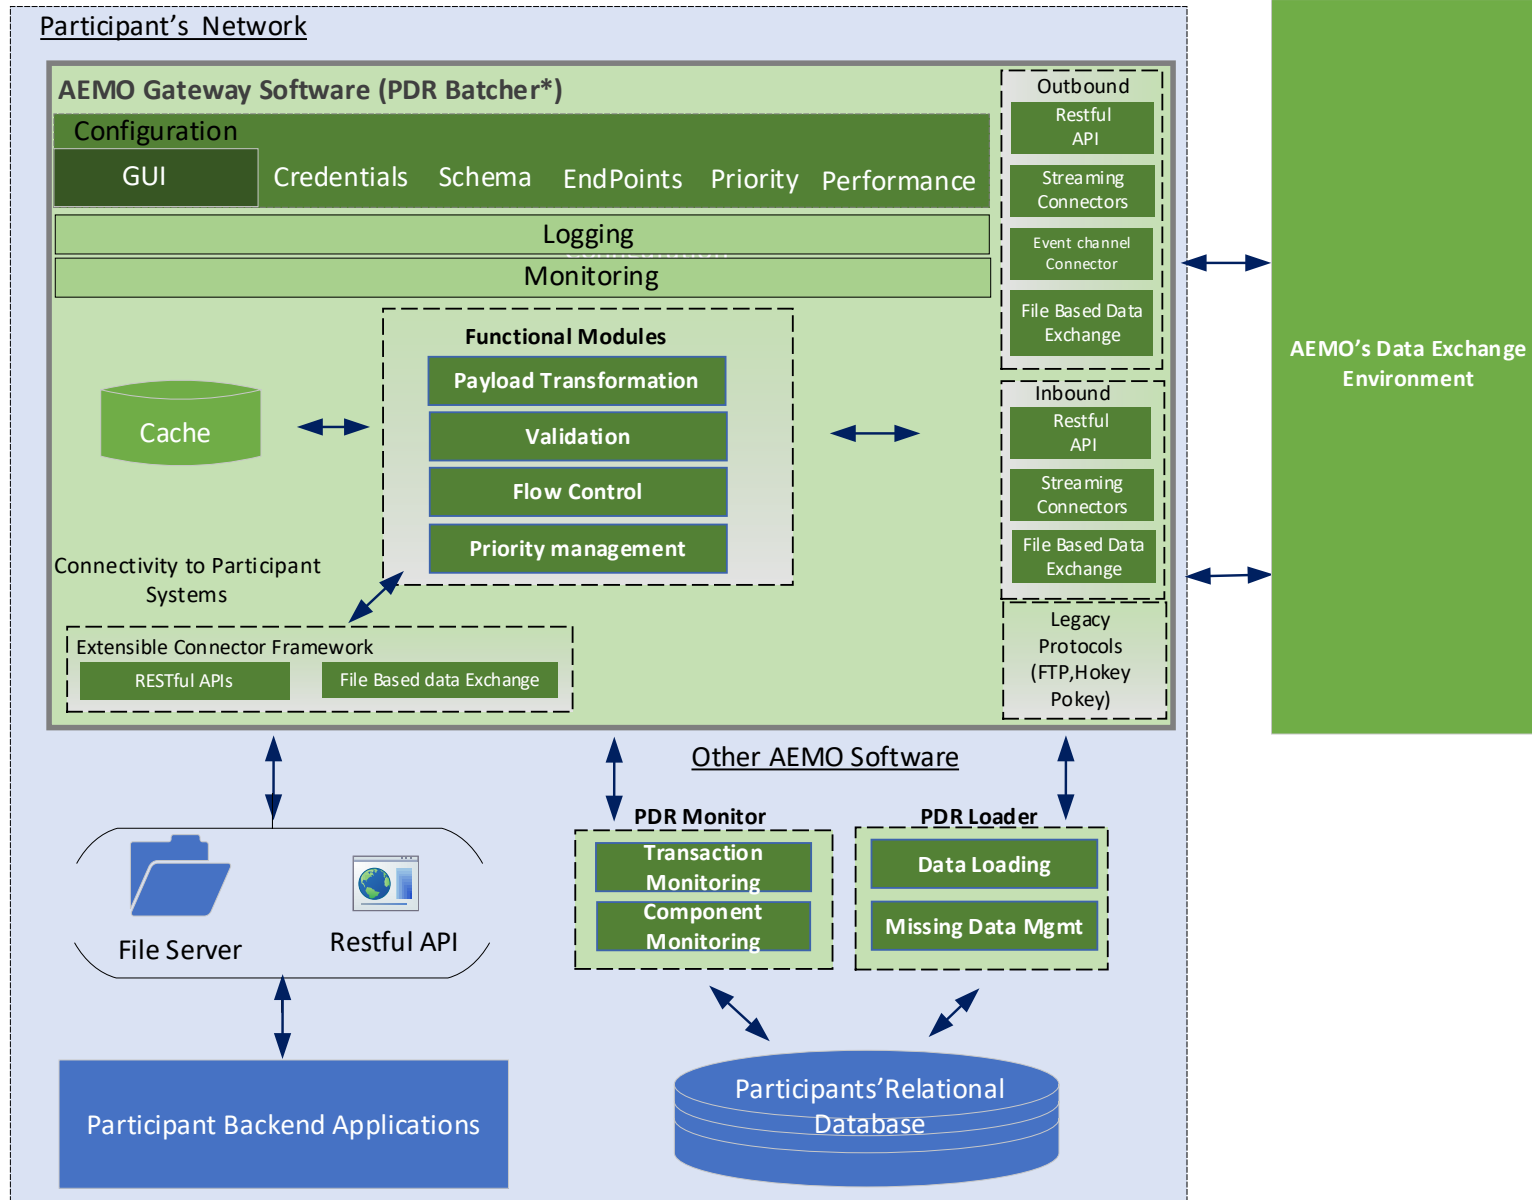 Participant's  Network
AEMO Gateway Software (PDR Batcher*)
Configuration
GUI
Credentials
Schema
EndPoints
Priority
Performance
Logging
Monitoring
Functional Modules
Payload Transformation
Validation
Flow Control
Priority management
Cache
Connectivity to Participant
Systems
Extensible Connector Framework
RESTful APIs
File Based data Exchange
Outbound
Restful
API
Streaming
Connectors
Event channel
Connector
File Based Data
Exchange
Inbound
Restful
API
Streaming
Connectors
File Based Data
Exchange
Legacy
Protocols
(FTP,Hokey
Pokey)
AEMO's Data Exchange
Environment
Other AEMO Software
PDR Monitor
Transaction
Monitoring
Component
Monitoring
PDR Loader
Data Loading
Missing Data Mgmt
File Server
Restful API
Participant Backend Applications
Participants'Relational
Database